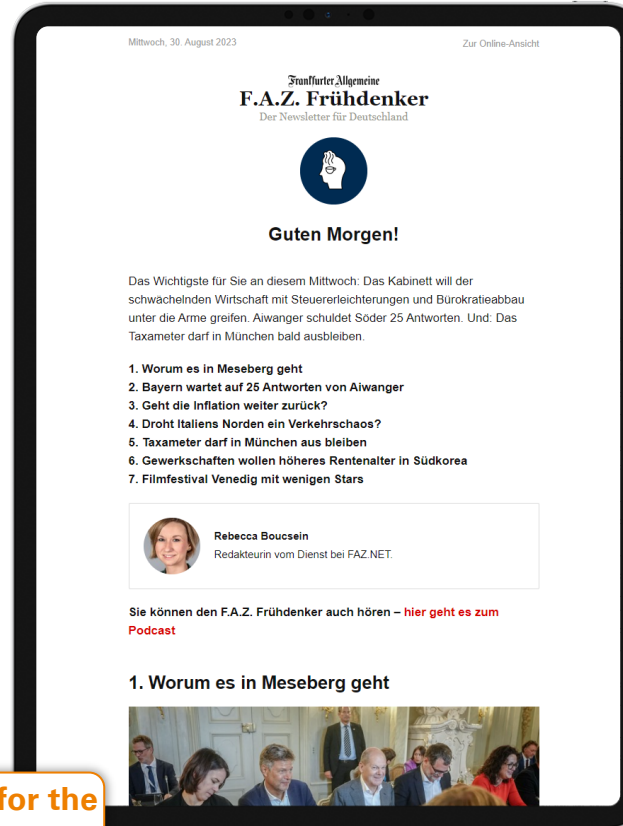 Mittwoch, 30. August 2023
Zur Online-Ansicht
Frankfurter Allgemeine
F.A.Z. Frühdenker
Der Newsletter für Deutschland
Guten Morgen!
Das Wichtigste für Sie an diesem Mittwoch: Das Kabinett will der
schwächelnden Wirtschaft mit Steuererleichterungen und Bürokratieabbau
unter die Arme greifen. Aiwanger schuldet Söder 25 Antworten. Und: Das
Taxameter darf in München bald ausbleiben.
1. Worum es in Meseberg geht
2. Bayern wartet auf 25 Antworten von Aiwanger
3. Geht die Inflation weiter zurück?
4. Droht Italiens Norden ein Verkehrschaos?
5. Taxameter darf in München aus bleiben
6. Gewerkschaften wollen höheres Rentenalter in Südkorea
7. Filmfestival Venedig mit wenigen Stars
Rebecca Boucsein
Redakteurin vom Dienst bei FAZ.NET.
Sie können den F.A.Z. Frühdenker auch hören – hier geht es zum
Podcast
1. Worum es in Meseberg geht
for the